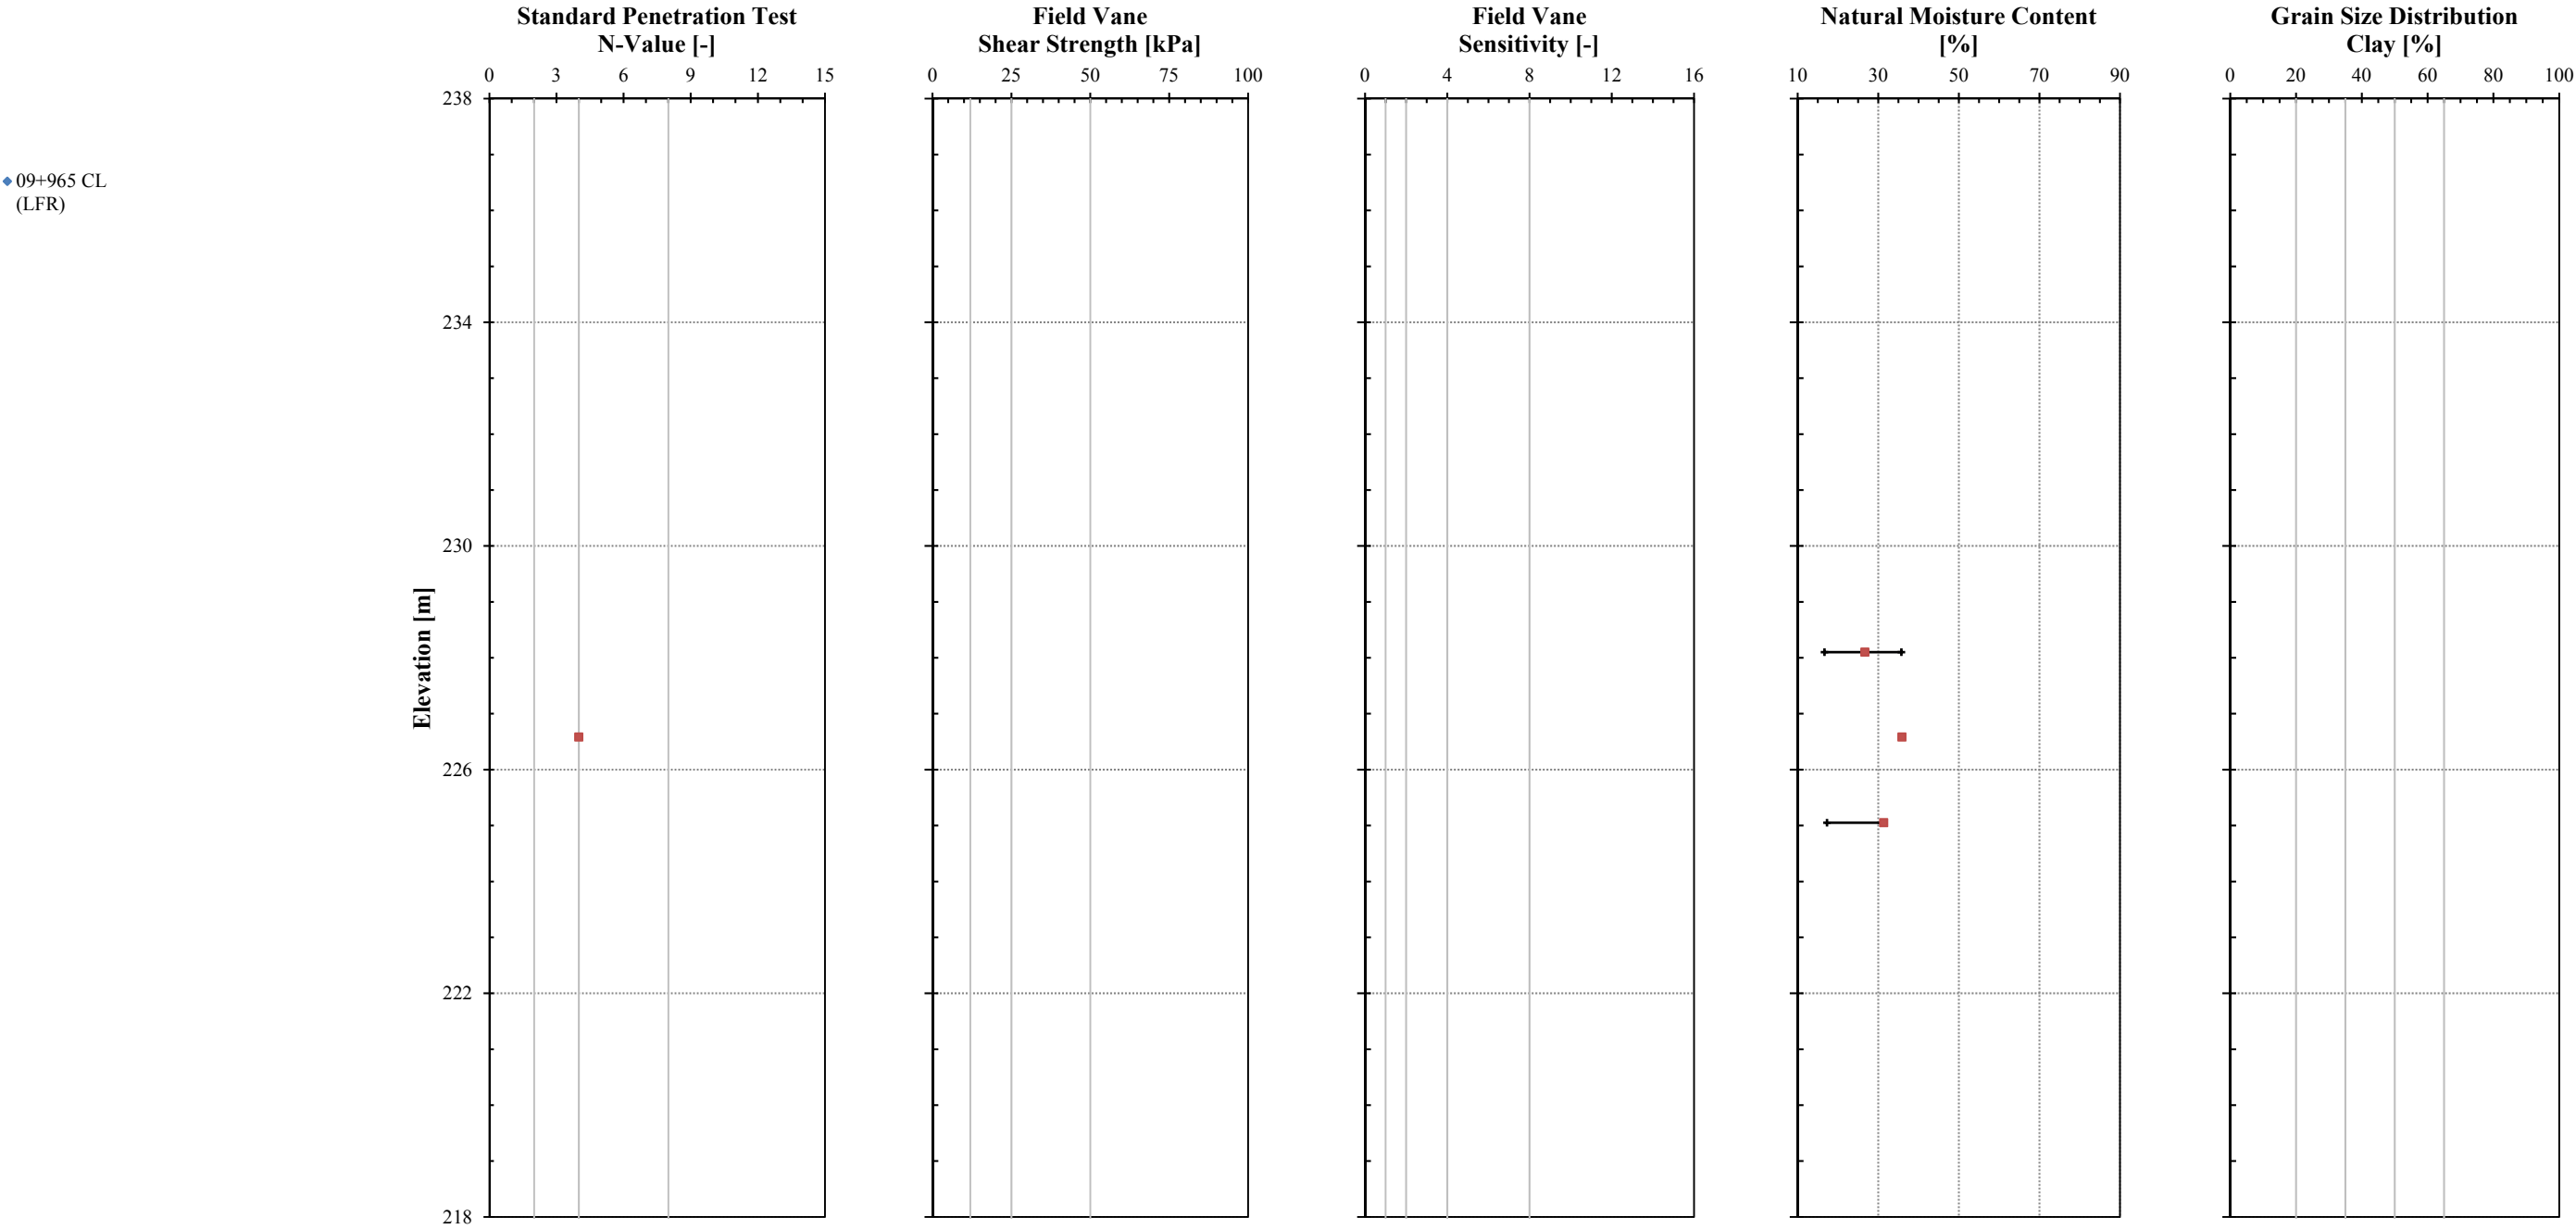 Standard Penetration Test
N-Value [-]
Field Vane
Shear Strength [kPa]
Field Vane
Sensitivity [-]
Natural Moisture Content
[%]
Grain Size Distribution
Clay [%]
0 3 6 9 12 15
0 25 50 75 100
0 4 8 12 16
10 30 50 70 90
0 20 40 60 80 100
09+965 CL
(LFR)
Elevation [m]
238
234
230
226
222
218